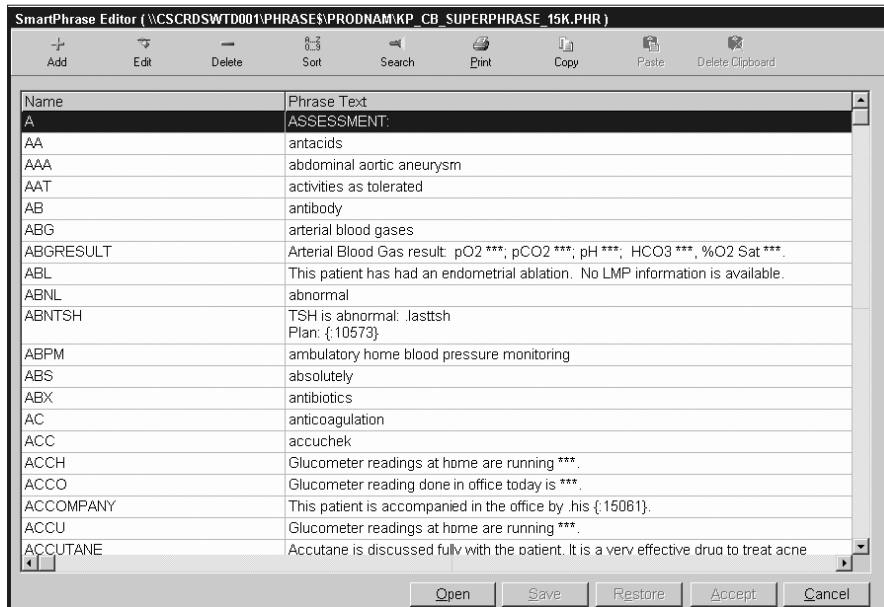 SmartPhrase Editor ( \\CSCRDSWTD001\PHRASE$\PRODNAM\KP_CB_SUPERPHRASE_15K.PHR )
Add Edit Delete Sort Search Print Copy Paste Delete Clipboard
Name Phrase Text
A ASSESSMENT:
AA antacids
AAA abdominal aortic aneurysm
AAT activities as tolerated
AB antibody
ABG arterial blood gases
ABGRESULT Arterial Blood Gas result: pO2 ***; pCO2 ***; pH ***; HCO3 ***, %O2 Sat ***.
ABL This patient has had an endometrial ablation. No LMP information is available.
ABNL abnormal
ABNTSH TSH is abnormal: .lasttsh
Plan: {:10573}
ABPM ambulatory home blood pressure monitoring
ABS absolutely
ABX antibiotics
AC anticoagulation
ACC accuchek
ACCH Glucometer readings at home are running ***.
ACCO Glucometer reading done in office today is ***.
ACCOMPANY This patient is accompanied in the office by .his {:15061}.
ACCU Glucometer readings at home are running ***.
ACCUTANE Accutane is discussed fully with the patient. It is a very effective drug to treat acne
Open Save Restore Accept Cancel